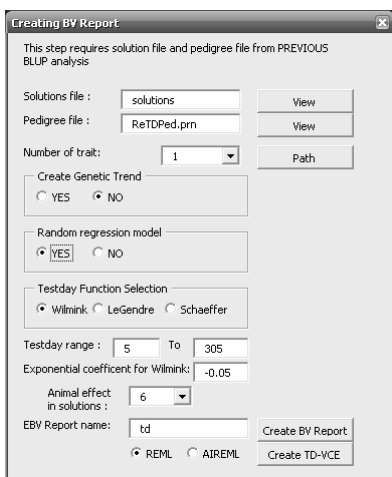 Creating BV Report
This step requires solution file and pedigree file from PREVIOUS
BLUP analysis
Solutions file : solutions View
Pedigree file : ReTDPed.prn View
Number of trait: 1 Path
Create Genetic Trend
YES NO
Random regression model
YES NO
Testday Function Selection
Wilmink LeGendre Schaeffer
Testday range : 5 To 305
Exponential coefficent for Wilmink: -0.05
Animal effect
in solutions : 6
EBV Report name: td Create BV Report
REML AIREML Create TD-VCE